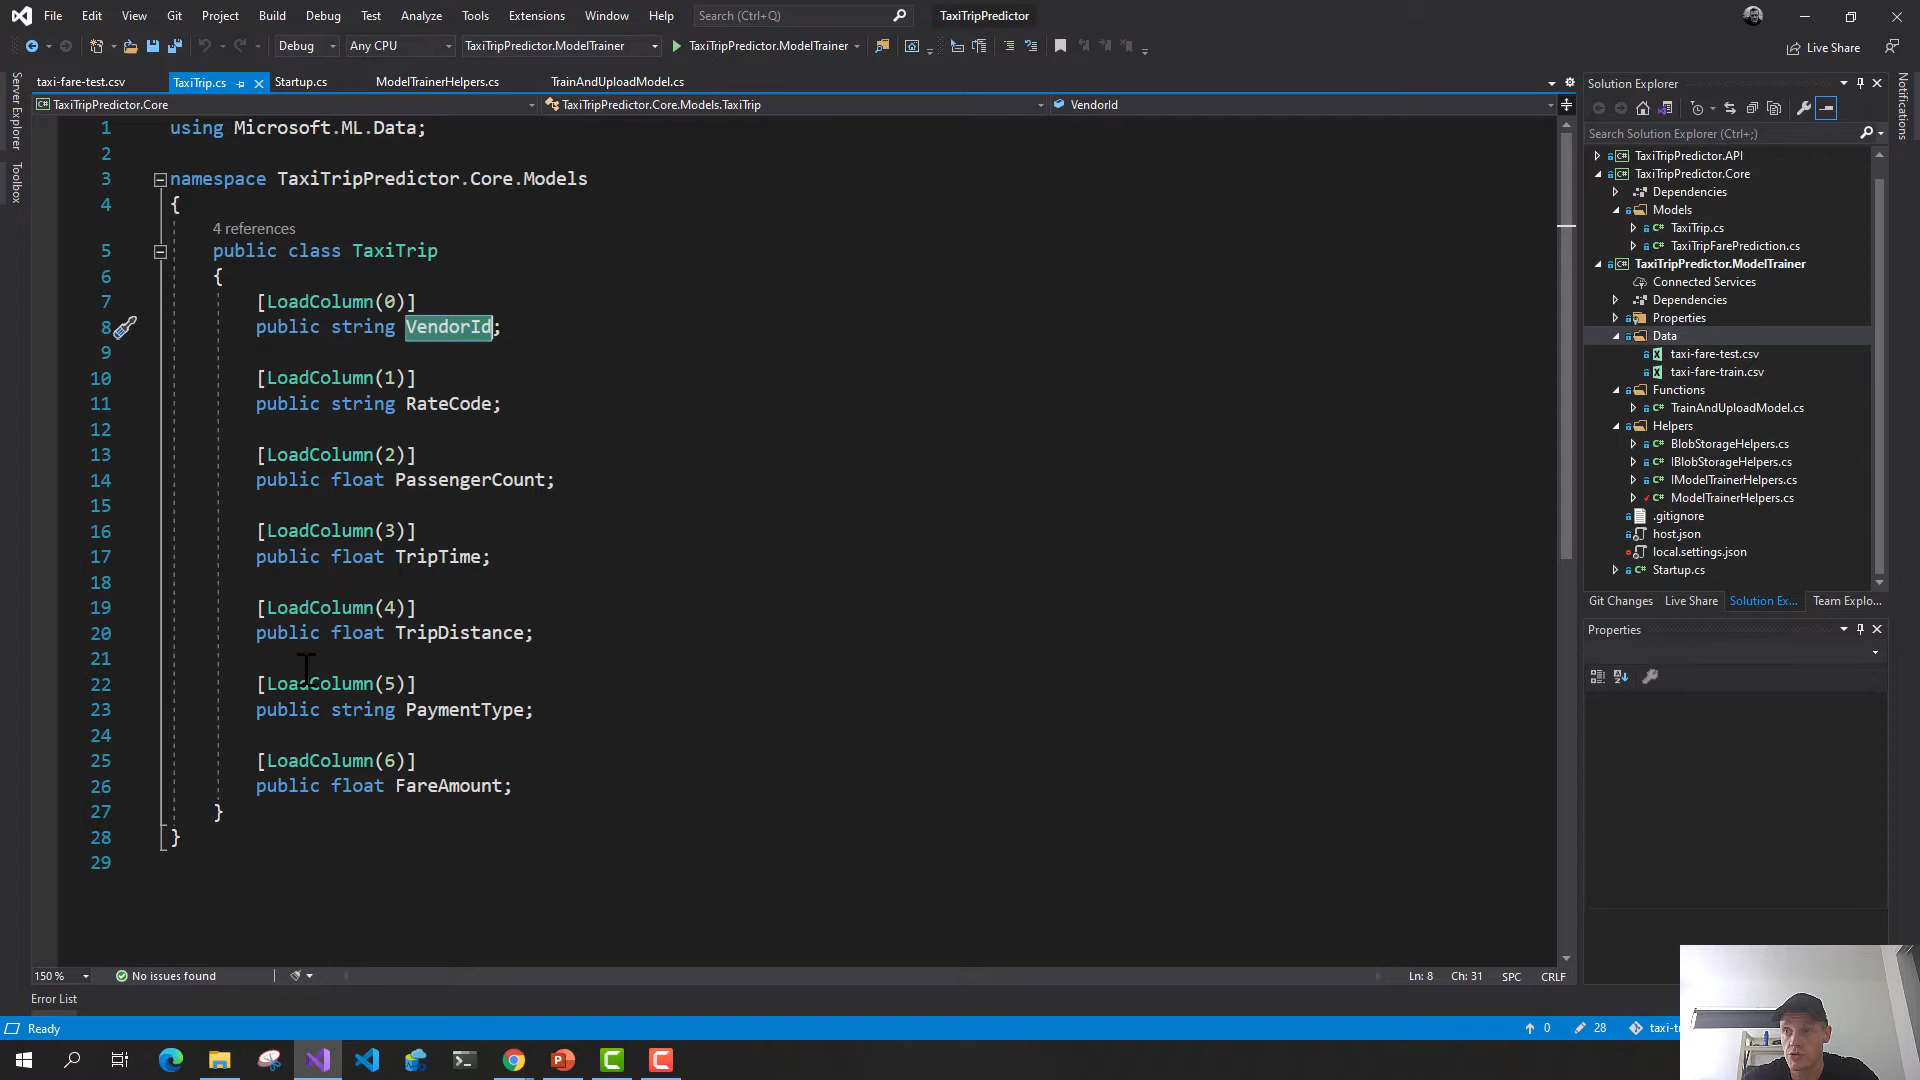 File Edit View Git Project Build Debug Test Analyze Tools Extensions Window Help Search (Ctrl+Q) TaxiTripPredictor
Debug Any CPU TaxiTripPredictor.ModelTrainer TaxiTripPredictor.ModelTrainer Live Share
taxi-fare-test.csv TaxiTrip.cs Startup.cs ModelTrainerHelpers.cs TrainAndUploadModel.cs
TaxiTripPredictor.Core TaxiTripPredictor.Core.Models.TaxiTrip VendorId
Server Explorer
Toolbox
1 using Microsoft.ML.Data;
2
3 namespace TaxiTripPredictor.Core.Models
4 {
4 references
5 public class TaxiTrip
6 {
7 [LoadColumn(0)]
8 public string VendorId;
9
10 [LoadColumn(1)]
11 public string RateCode;
12
13 [LoadColumn(2)]
14 public float PassengerCount;
15
16 [LoadColumn(3)]
17 public float TripTime;
18
19 [LoadColumn(4)]
20 public float TripDistance;
21
22 [LoadColumn(5)]
23 public string PaymentType;
24
25 [LoadColumn(6)]
26 public float FareAmount;
27 }
28 }
29
150 % No issues found Ln: 8 Ch: 31 SPC CRLF
Error List
Ready 0 28 taxi-tr
Solution Explorer
Search Solution Explorer (Ctrl+;)
C# TaxiTripPredictor.API
C# TaxiTripPredictor.Core
Dependencies
Models
C# TaxiTrip.cs
C# TaxiTripFarePrediction.cs
C# TaxiTripPredictor.ModelTrainer
Connected Services
Dependencies
Properties
Data
taxi-fare-test.csv
taxi-fare-train.csv
Functions
C# TrainAndUploadModel.cs
Helpers
C# BlobStorageHelpers.cs
C# IBlobStorageHelpers.cs
C# IModelTrainerHelpers.cs
C# ModelTrainerHelpers.cs
.gitignore
host.json
local.settings.json
C# Startup.cs
Git Changes Live Share Solution Ex... Team Explo...
Properties
Notifications